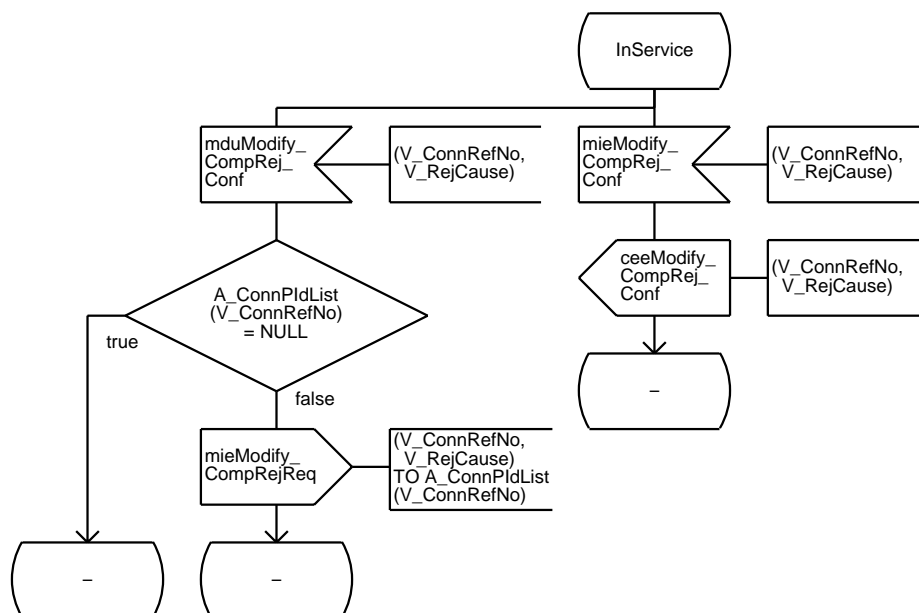 InService
mduModify_
CompRej_
Conf
(V_ConnRefNo,
V_RejCause)
mieModify_
CompRej_
Conf
(V_ConnRefNo,
V_RejCause)
A_ConnPIdList
(V_ConnRefNo)
= NULL
true
false
ceeModify_
CompRej_
Conf
(V_ConnRefNo,
V_RejCause)
–
mieModify_
CompRejReq
(V_ConnRefNo,
V_RejCause)
TO A_ConnPIdList
(V_ConnRefNo)
–
–